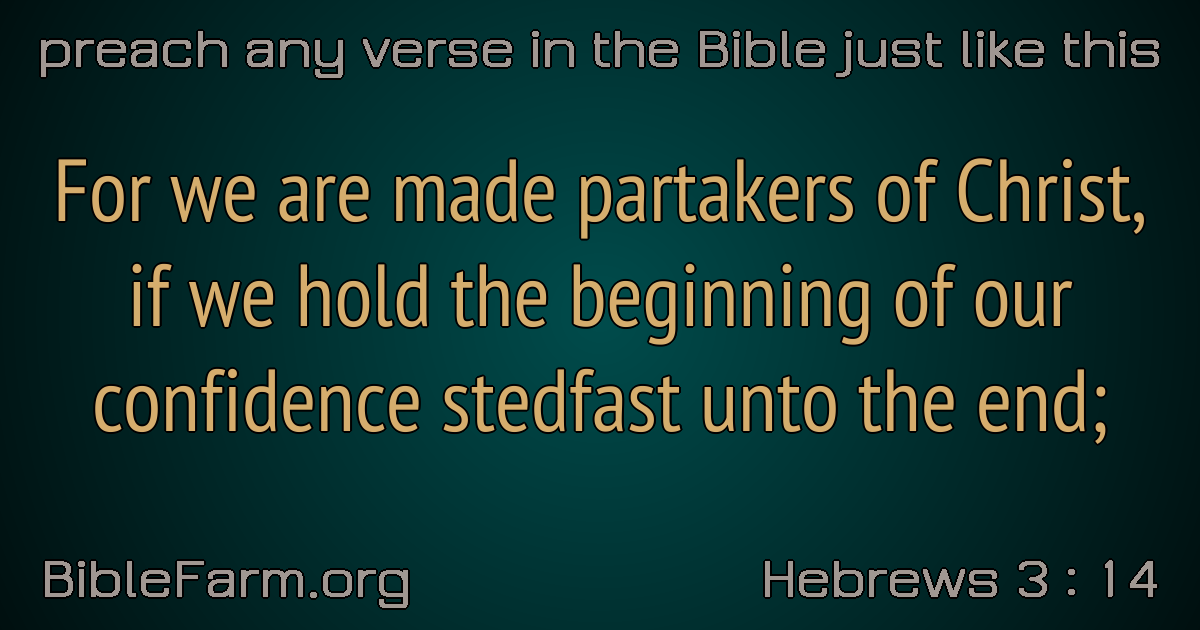 preach any verse in the Bible just like this
For we are made partakers of Christ,
if we hold the beginning of our
confidence stedfast unto the end;
BibleFarm.org
Hebrews 3 : 14